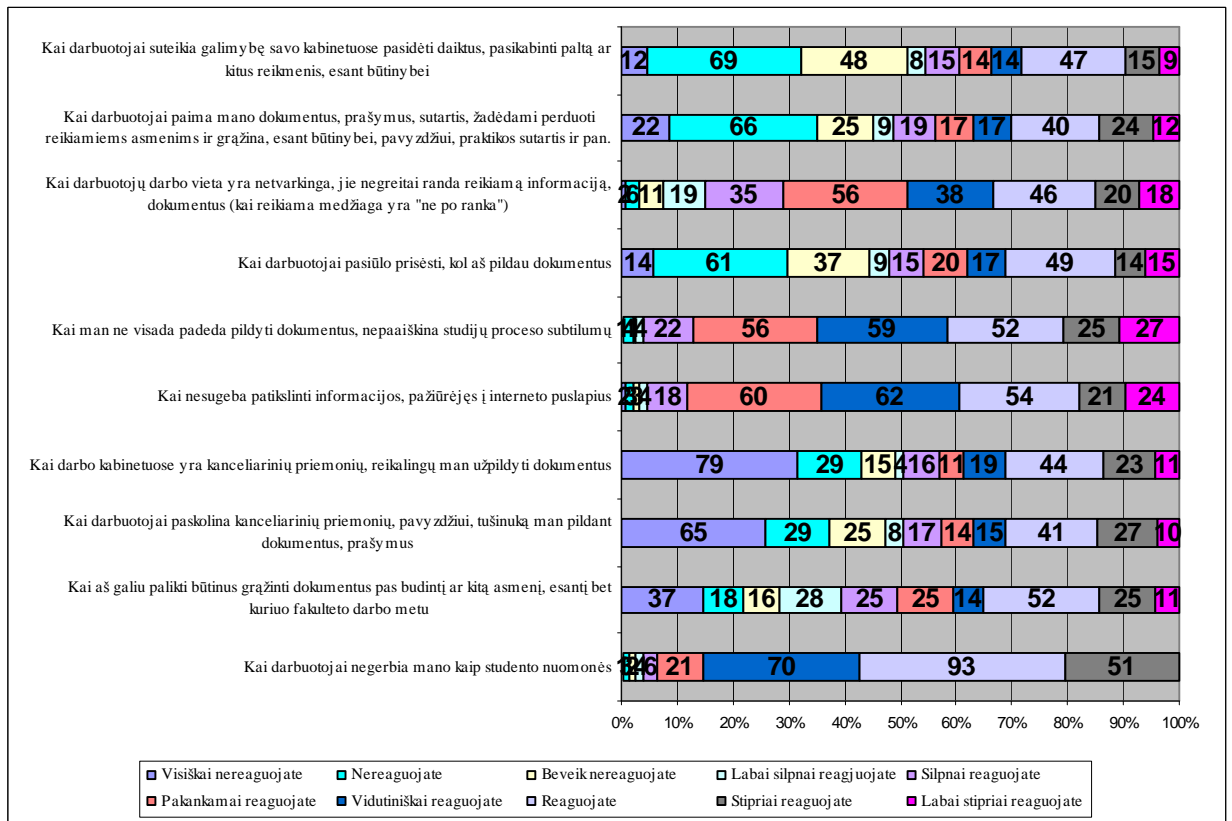 Kai darbuotojai suteikia galimybę savo kabinetuose pasidėti daiktus, pasikabinti paltą ar
kitus reikmenis, esant būtinybei
12 69 48 8 15 14 14 47 15 9
Kai darbuotojai paima mano dokumentus, prašymus, sutartis, žadėdami perduoti
reikiamiems asmenims ir grąžina, esant būtinybei, pavyzdžiui, praktikos sutartis ir pan.
22 66 25 9 19 17 17 40 24 12
Kai darbuotojų darbo vieta yra netvarkinga, jie negreitai randa reikiamą informaciją,
dokumentus (kai reikiama medžiaga yra "ne po ranka")
2 6 11 19 35 56 38 46 20 18
Kai darbuotojai pasiūlo prisėsti, kol aš pildau dokumentus
14 61 37 9 15 20 17 49 14 15
Kai man ne visada padeda pildyti dokumentus, nepaaiškina studijų proceso subtilumų
22 56 59 52 25 27
Kai nesugeba patikslinti informacijos, pažiūrėjęs į interneto puslapius
18 60 62 54 21 24
Kai darbo kabinetuose yra kanceliarinių priemonių, reikalingų man užpildyti dokumentus
79 29 15 4 16 11 19 44 23 11
Kai darbuotojai paskolina kanceliarinių priemonių, pavyzdžiui, tušinuką man pildant
dokumentus, prašymus
65 29 25 8 17 14 15 41 27 10
Kai aš galiu palikti būtinus grąžinti dokumentus pas budintį ar kitą asmenį, esantį bet
kuriuo fakulteto darbo metu
37 18 16 28 25 25 14 52 25 11
Kai darbuotojai negerbia mano kaip studento nuomonės
6 21 70 93 51
0% 10% 20% 30% 40% 50% 60% 70% 80% 90% 100%
Visiškai nereaguojate Nereaguojate Beveik nereaguojate Labai silpnai reagjuojate Silpnai reaguojate
Pakankamai reaguojate Vidutiniškai reaguojate Reaguojate Stipriai reaguojate Labai stipriai reaguojate